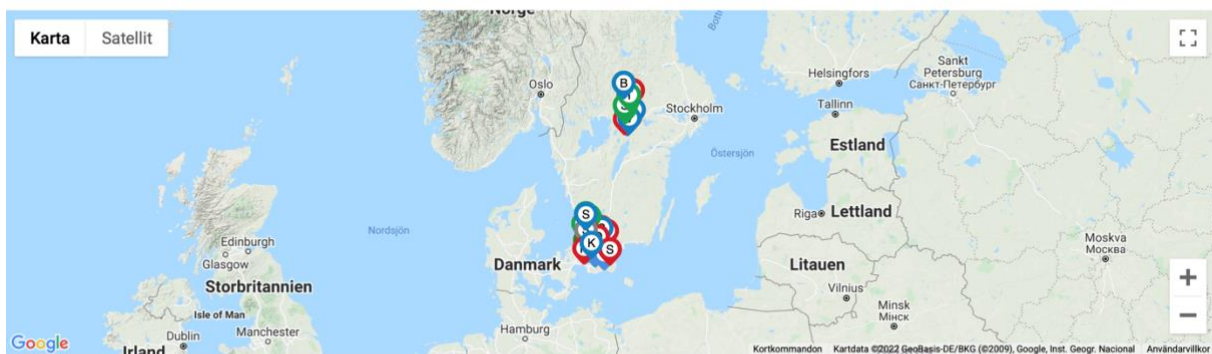 Norge
Karta Satellit
Oslo
Stockholm
Helsingfors
Tallinn
Sankt
Petersburg
Санкт-Петербург
Estland
Östersjön
Riga
Lettland
Nordsjön
Edinburgh
Glasgow
Storbritannien
Isle of Man
Dublin
Manchester
Irland
Danmark
Hamburg
Litauen
Vilnius
Minsk
Мінск
Moskva
Москва
B
S
K
S
Google
Kortkommandon Kartdata ©2022 GeoBasis-DE/BKG (©2009), Google, Inst. Geogr. Nacional Användarvillkor